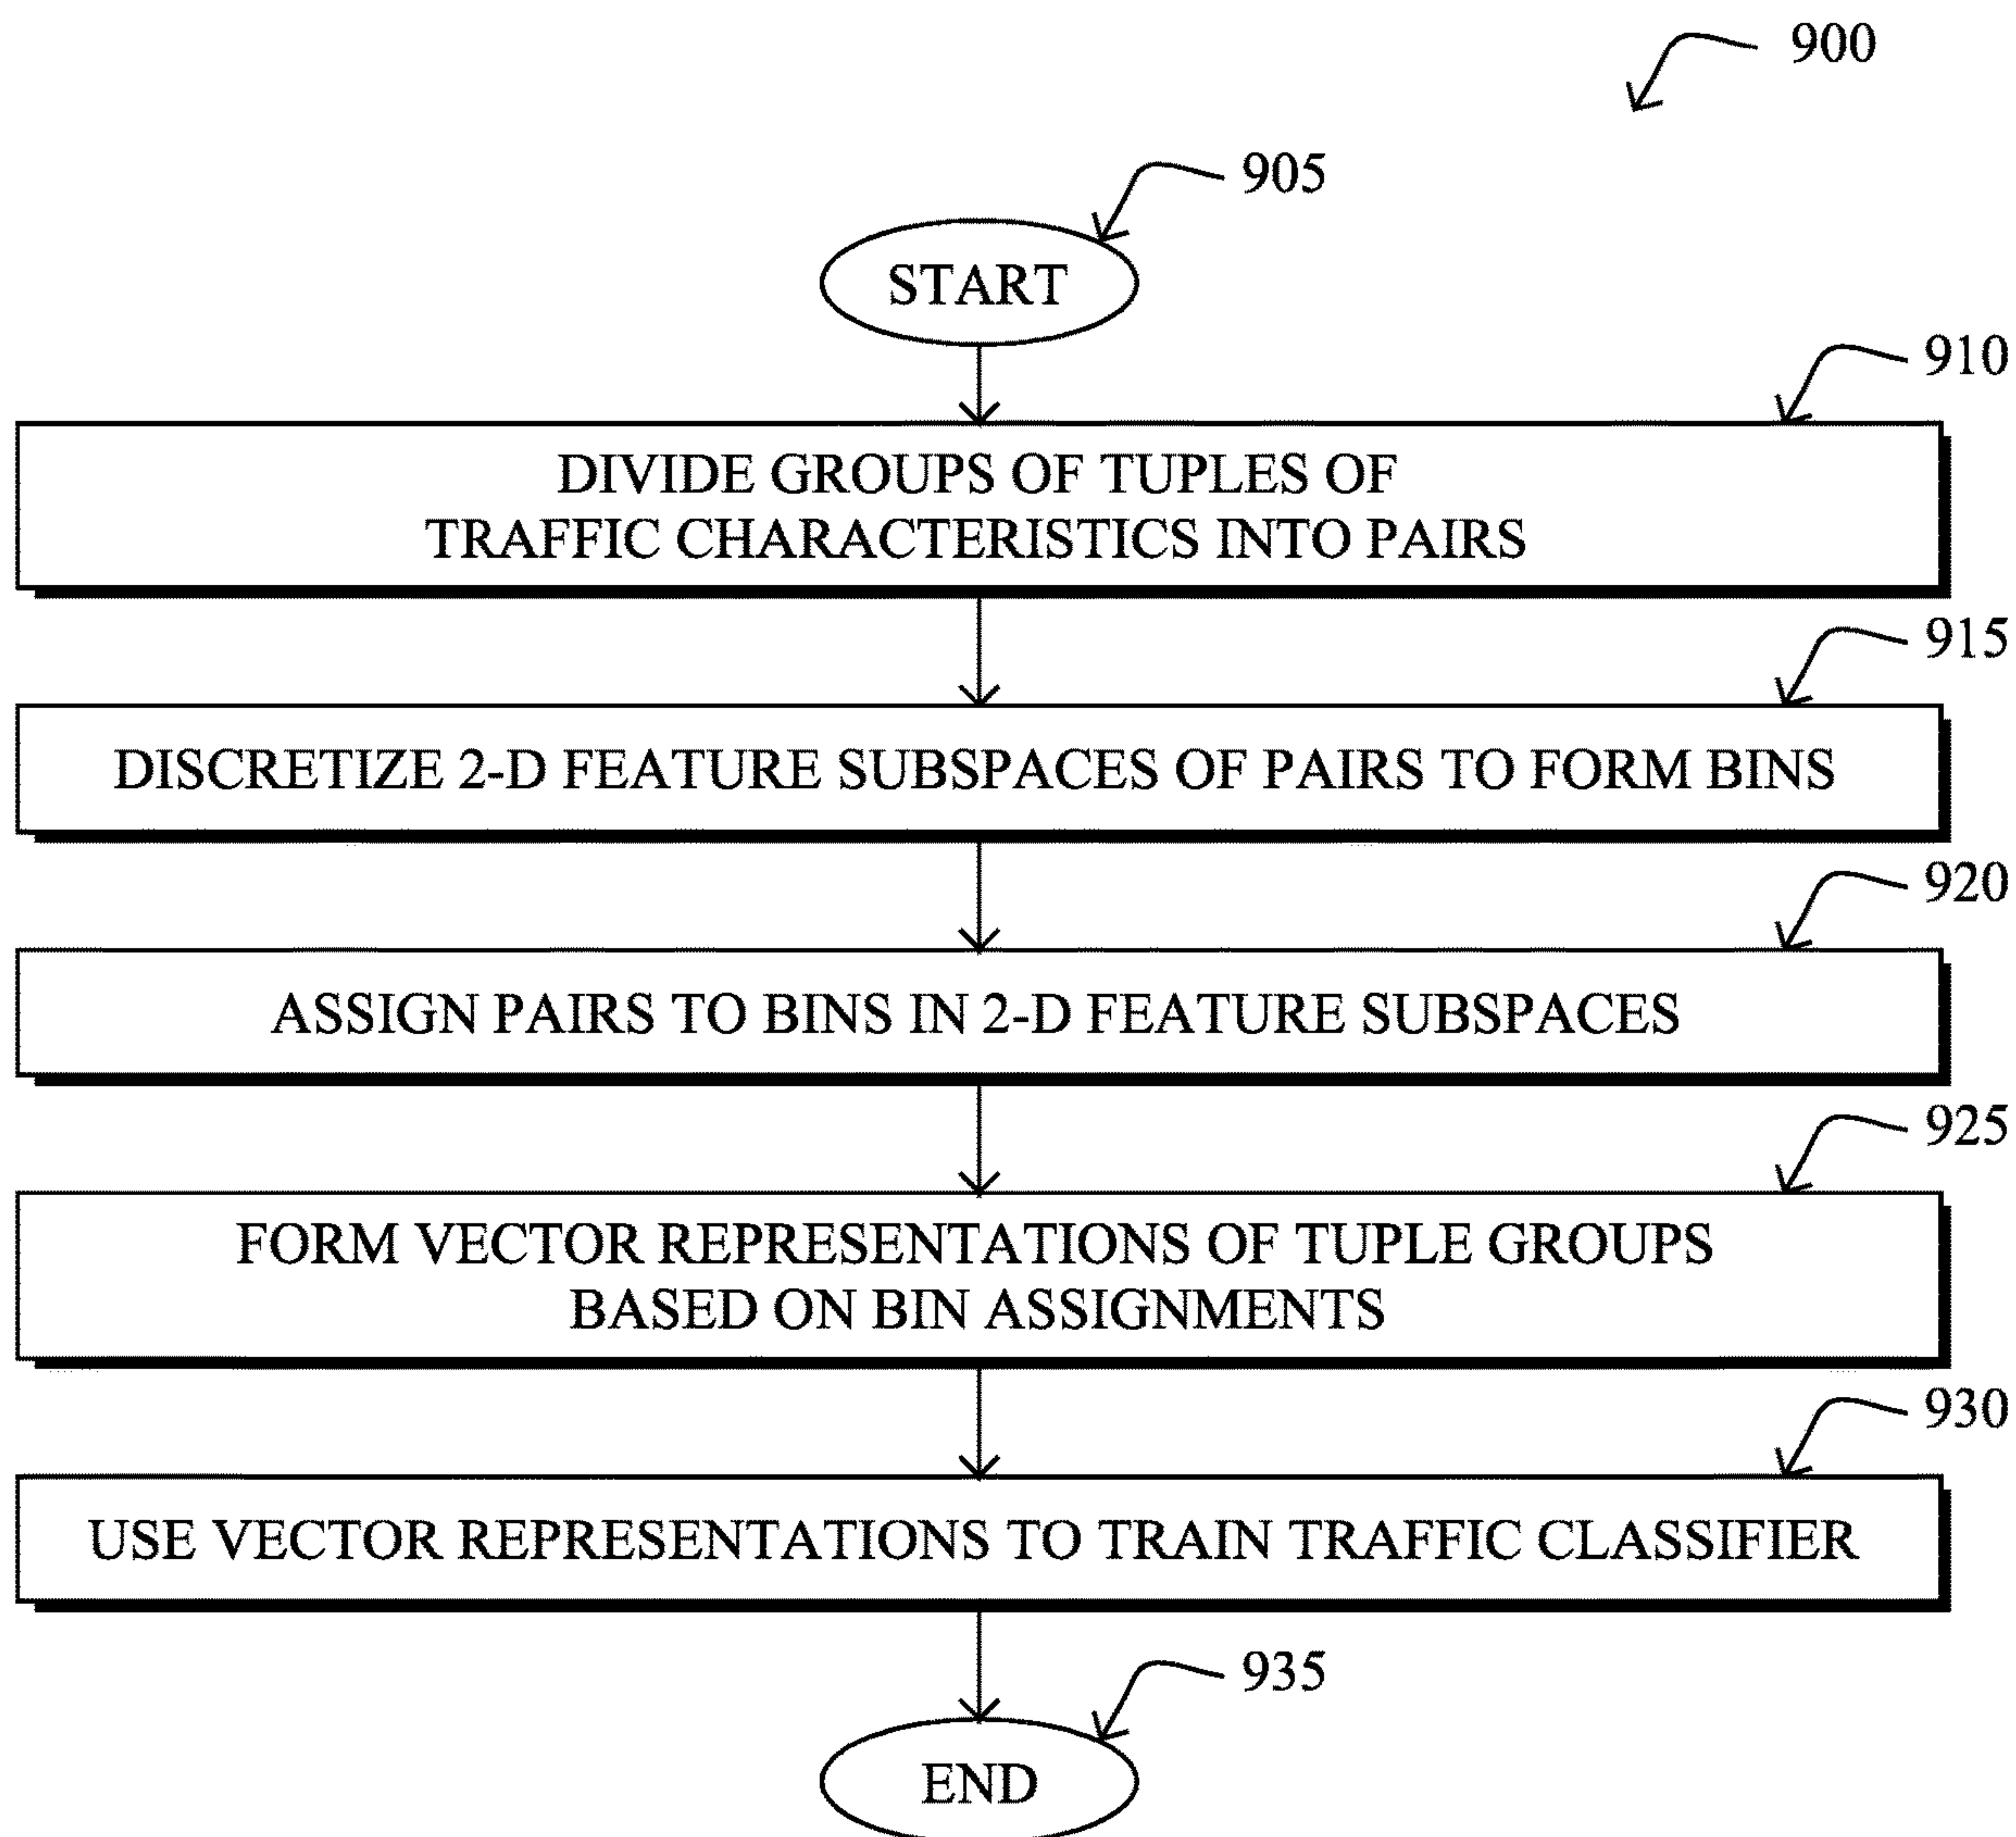 900
905
START
910
DIVIDE GROUPS OF TUPLES OF
TRAFFIC CHARACTERISTICS INTO PAIRS
915
DISCRETIZE 2-D FEATURE SUBSPACES OF PAIRS TO FORM BINS
920
ASSIGN PAIRS TO BINS IN 2-D FEATURE SUBSPACES
925
FORM VECTOR REPRESENTATIONS OF TUPLE GROUPS
BASED ON BIN ASSIGNMENTS
930
USE VECTOR REPRESENTATIONS TO TRAIN TRAFFIC CLASSIFIER
935
END